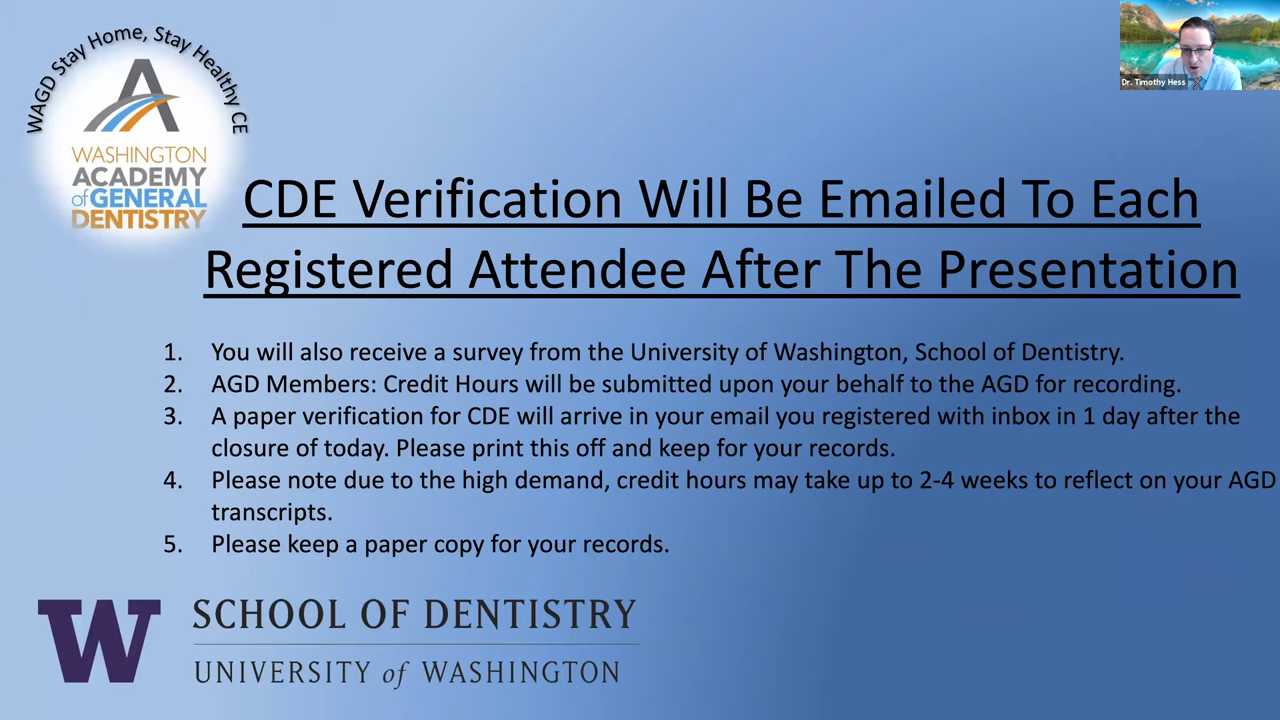 WAGD Stay Home, Stay Healthy CE
WASHINGTON
ACADEMY
of GENERAL
DENTISTRY
Dr. Timothy Hess
CDE Verification Will Be Emailed To Each
Registered Attendee After The Presentation
1. You will also receive a survey from the University of Washington, School of Dentistry.
2. AGD Members: Credit Hours will be submitted upon your behalf to the AGD for recording.
3. A paper verification for CDE will arrive in your email you registered with inbox in 1 day after the
closure of today. Please print this off and keep for your records.
4. Please note due to the high demand, credit hours may take up to 2-4 weeks to reflect on your AGD
transcripts.
5. Please keep a paper copy for your records.
W
SCHOOL OF DENTISTRY
UNIVERSITY of WASHINGTON